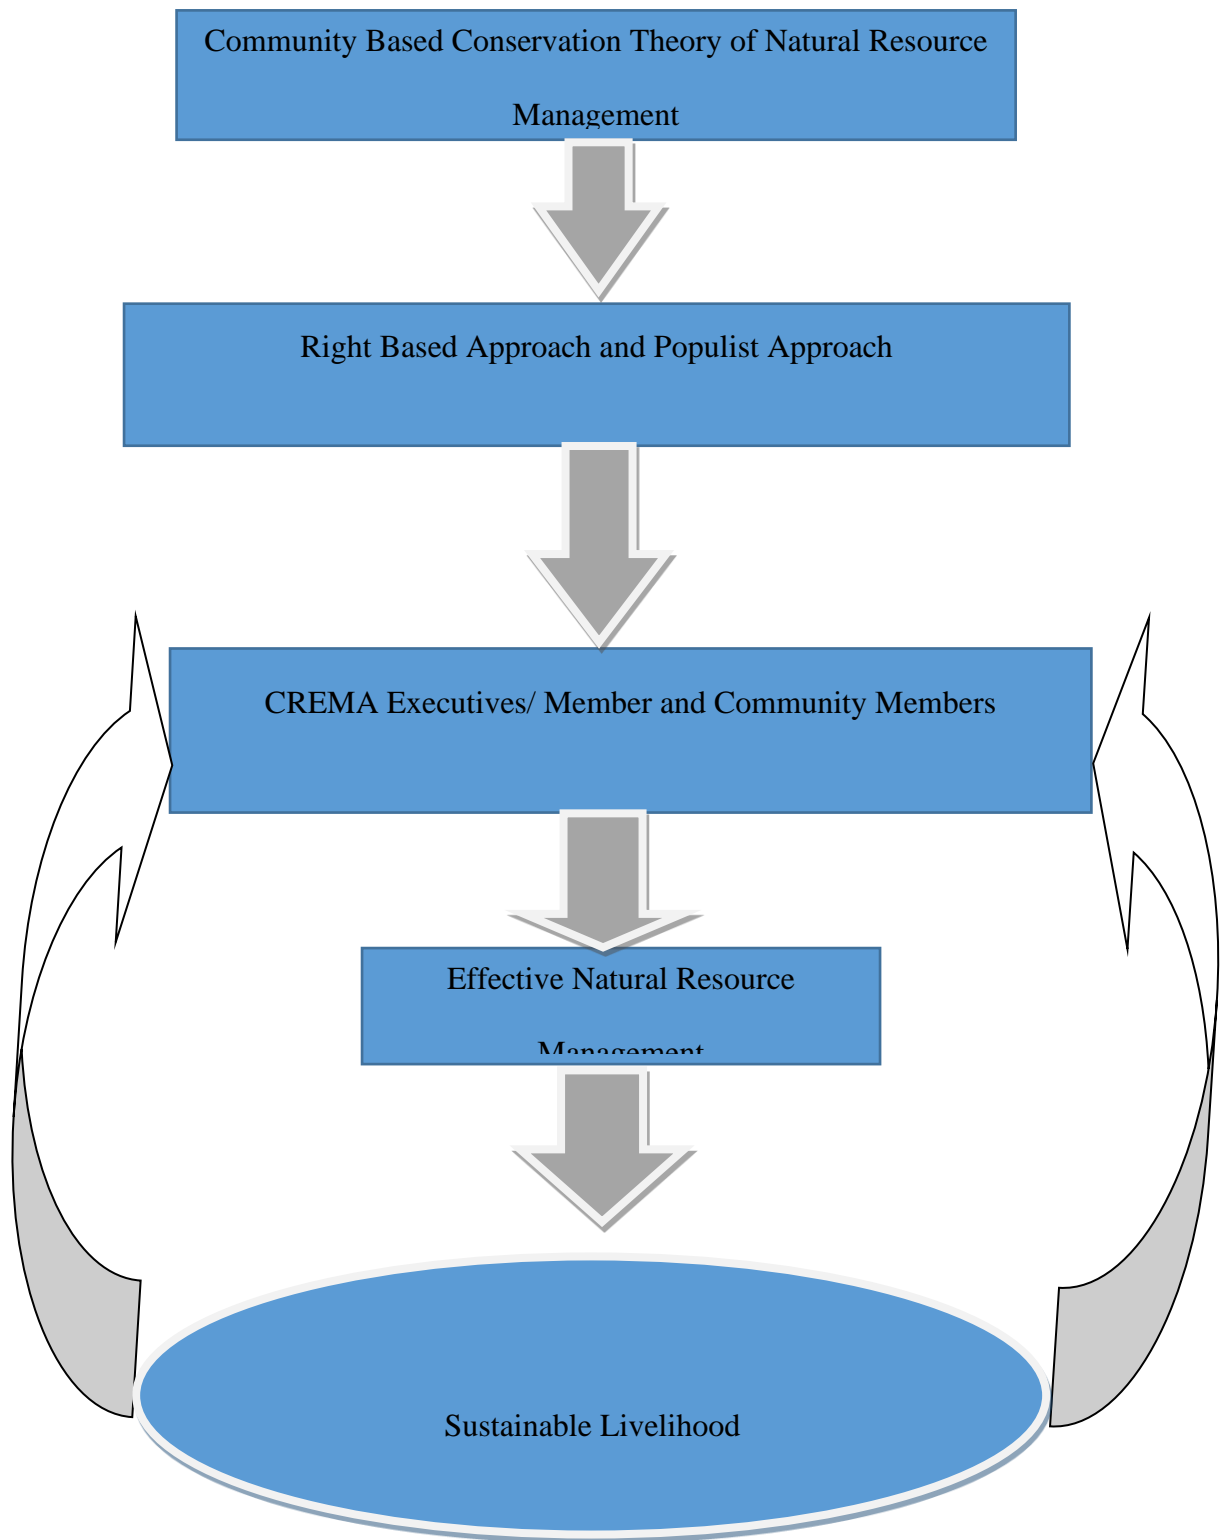 Community Based Conservation Theory of Natural Resource
Management
Right Based Approach and Populist Approach
CREMA Executives/ Member and Community Members
Effective Natural Resource
Management
Sustainable Livelihood